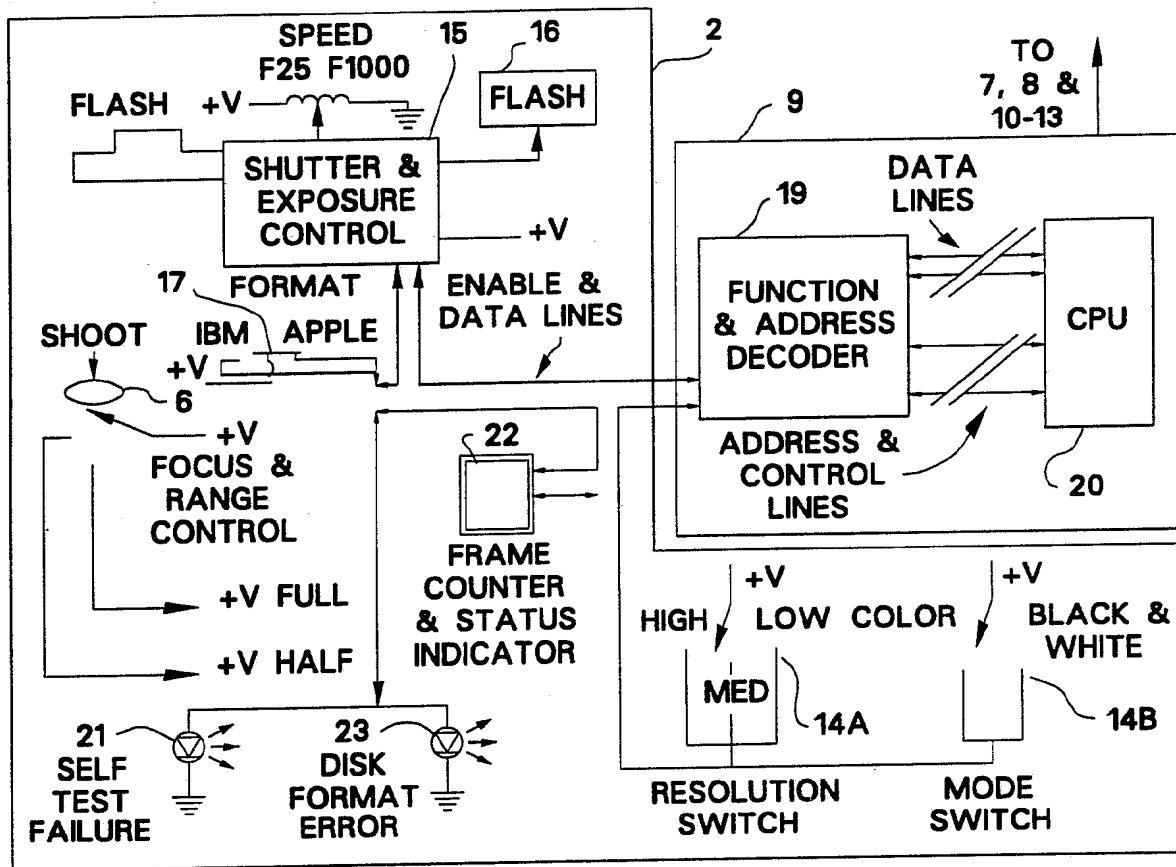 SPEED
F25 F1000
15
16
2
FLASH
+V
FLASH
TO
7, 8 &
10-13
9
SHUTTER &
EXPOSURE
CONTROL
+V
DATA
LINES
19
FUNCTION
& ADDRESS
DECODER
CPU
17
FORMAT
IBM APPLE
+V
ENABLE &
DATA LINES
SHOOT
6
+V
FOCUS &
RANGE
CONTROL
22
FRAME
COUNTER
& STATUS
INDICATOR
ADDRESS &
CONTROL
LINES
20
+V FULL
+V HALF
+V
HIGH
LOW
MED
14A
RESOLUTION
SWITCH
+V
COLOR
BLACK &
WHITE
14B
MODE
SWITCH
21
SELF
TEST
FAILURE
23
DISK
FORMAT
ERROR